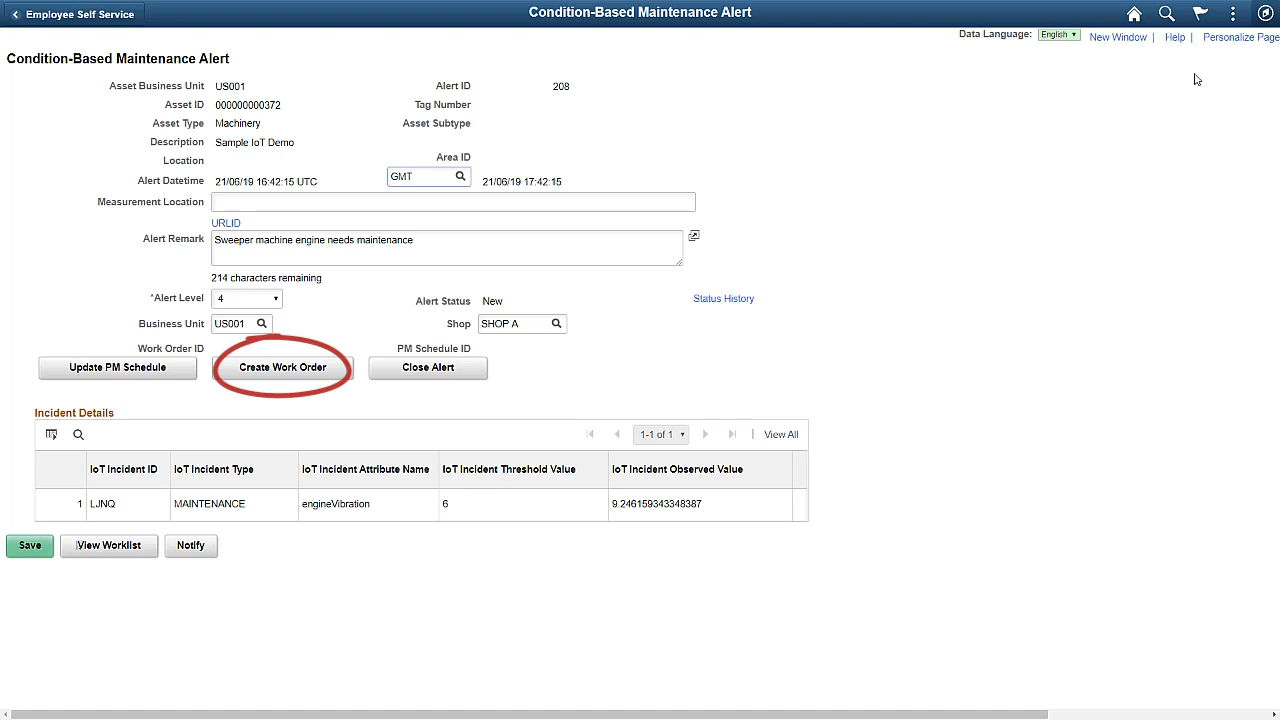 Employee Self Service
Condition-Based Maintenance Alert
Data Language: English New Window | Help | Personalize Page
Condition-Based Maintenance Alert
Asset Business Unit US001 Alert ID 208
Asset ID 000000000372 Tag Number
Asset Type Machinery Asset Subtype
Description Sample IoT Demo
Location Area ID
Alert Datetime 21/06/19 16:42:15 UTC GMT 21/06/19 17:42:15
Measurement Location
URLID
Alert Remark Sweeper machine engine needs maintenance
214 characters remaining
*Alert Level 4 Alert Status New Status History
Business Unit US001 Shop SHOP A
Work Order ID PM Schedule ID
Update PM Schedule Create Work Order Close Alert
Incident Details
1-1 of 1 | View All
IoT Incident ID IoT Incident Type IoT Incident Attribute Name IoT Incident Threshold Value IoT Incident Observed Value
1 LJNQ MAINTENANCE engineVibration 6 9.246159343348387
Save View Worklist Notify